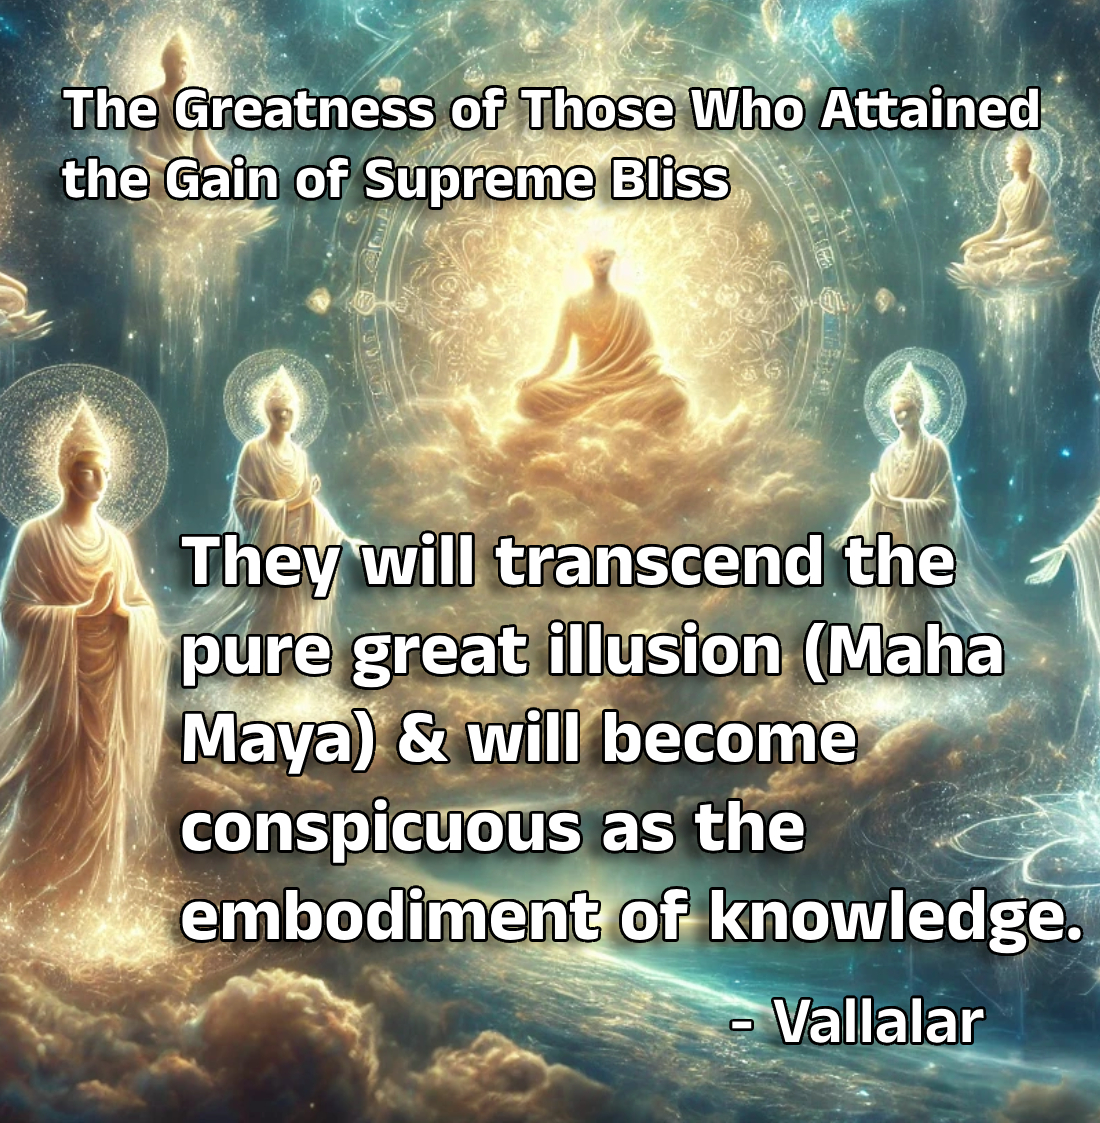 The Greatness of Those Who Attained
the Gain of Supreme Bliss
They will transcend the
pure great illusion (Maha
Maya) & will become
conspicuous as the
embodiment of knowledge.
- Vallalar